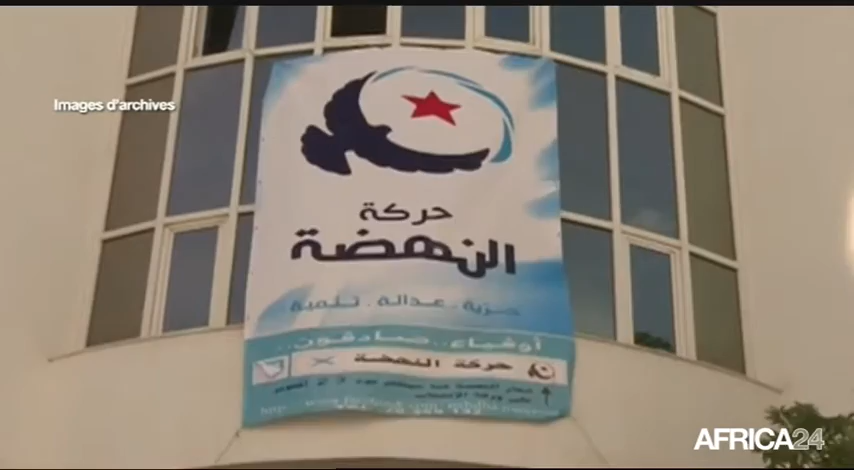 Images d'archives
حركة
النهضة
حرية . عدالة . تنمية
أوفياء..صادقون..
حركة النهضة
AFRICA24